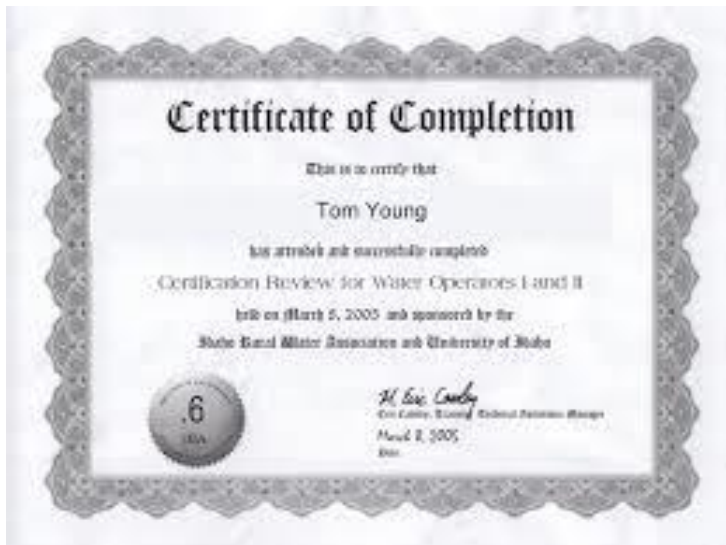 Certificate of Completion
This is to certify that
Tom Young
has attended and successfully completed
Certification Review for Water Operators I and II
held on March 8, 2005 and sponsored by the
Idaho Rural Water Association and University of Idaho
.6
March 8, 2005
Date